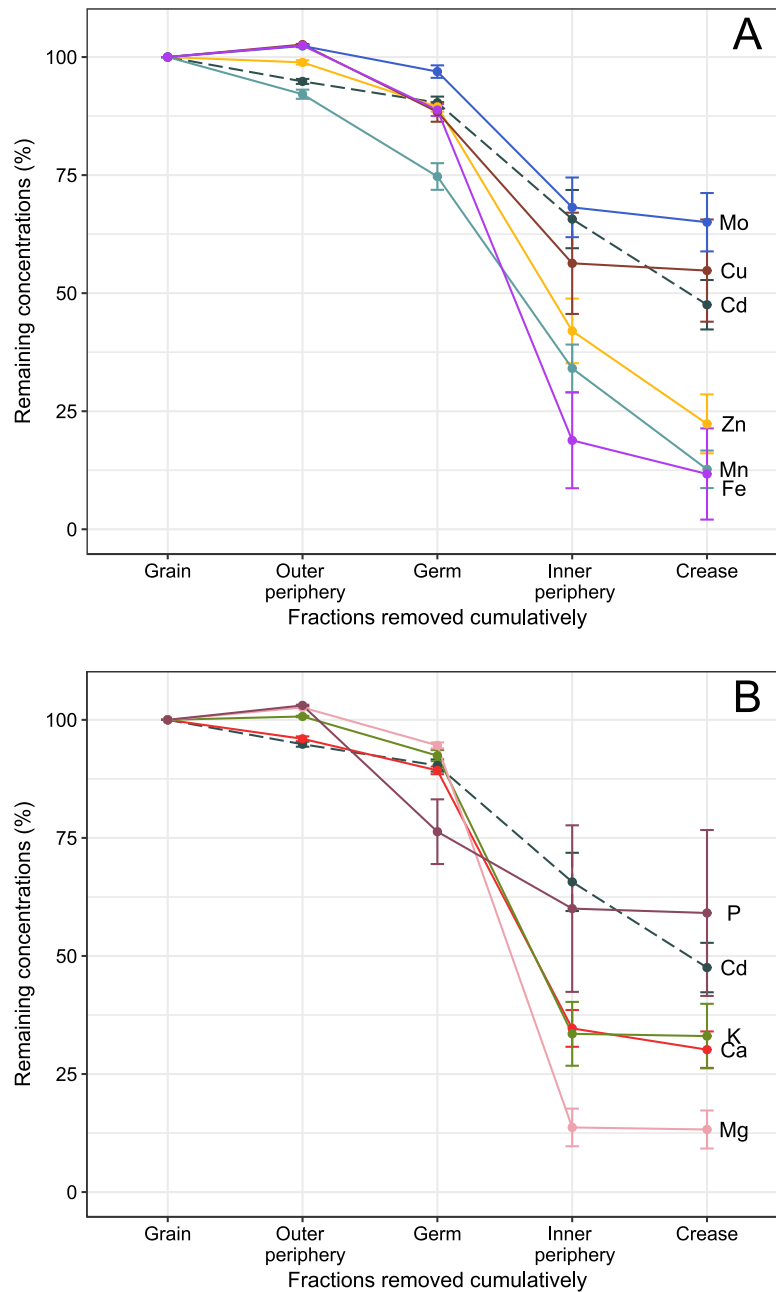 A
100
75
50
25
0
Remaining concentrations (%)
Mo
Cu
Cd
Zn
Mn
Fe
Grain
Outer
periphery
Germ
Inner
periphery
Crease
Fractions removed cumulatively
B
100
75
50
25
0
Remaining concentrations (%)
P
Cd
K
Ca
Mg
Grain
Outer
periphery
Germ
Inner
periphery
Crease
Fractions removed cumulatively